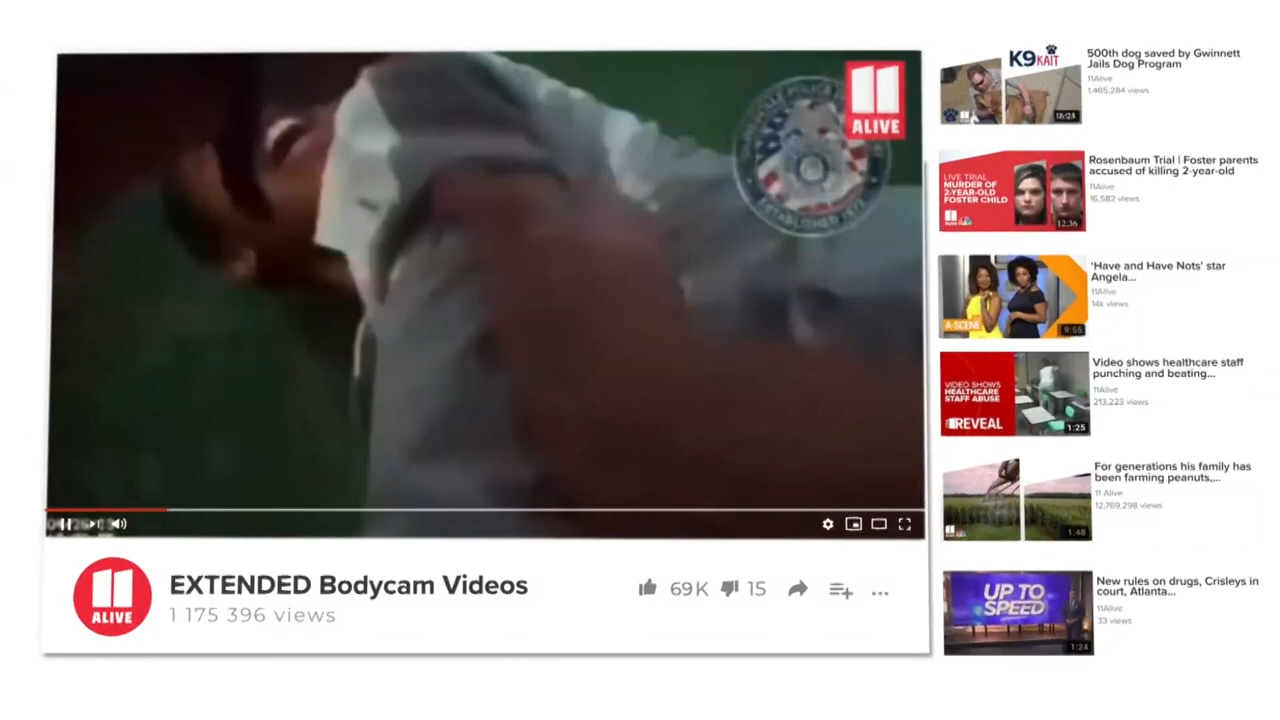 ALIVE
ESTABLISHED 1872
EXTENDED Bodycam Videos
1 175 396 views
69K
15
ALIVE
K9 KAIT
500th dog saved by Gwinnett
Jails Dog Program
11Alive
1,465,284 views
LIVE TRIAL
MURDER OF
2-YEAR-OLD
FOSTER CHILD
12:36
Rosenbaum Trial | Foster parents
accused of killing 2-year-old
11Alive
16,582 views
A-SCENE
9:55
'Have and Have Nots' star
Angela...
11Alive
14k views
VIDEO SHOWS
HEALTHCARE
STAFF ABUSE
REVEAL
1:25
Video shows healthcare staff
punching and beating...
11Alive
213,223 views
1:48
For generations his family has
been farming peanuts,...
11 Alive
12,769,298 views
UP TO
SPEED
1:24
New rules on drugs, Crisleys in
court, Atlanta...
11Alive
33 views